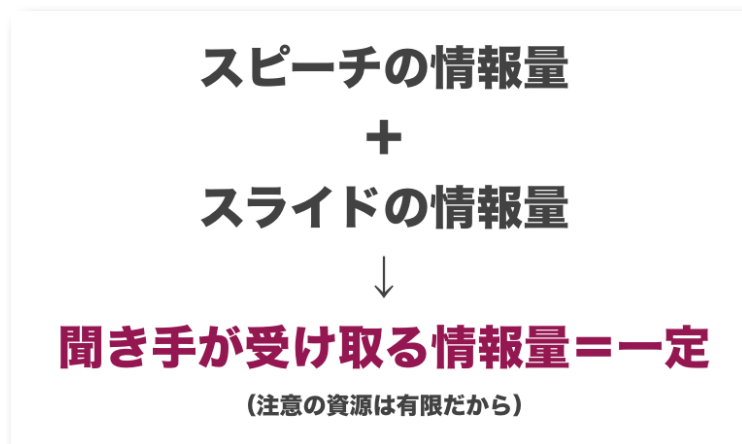 スピーチの情報量
＋
スライドの情報量
↓
聞き手が受け取る情報量＝一定
（注意の資源は有限だから）